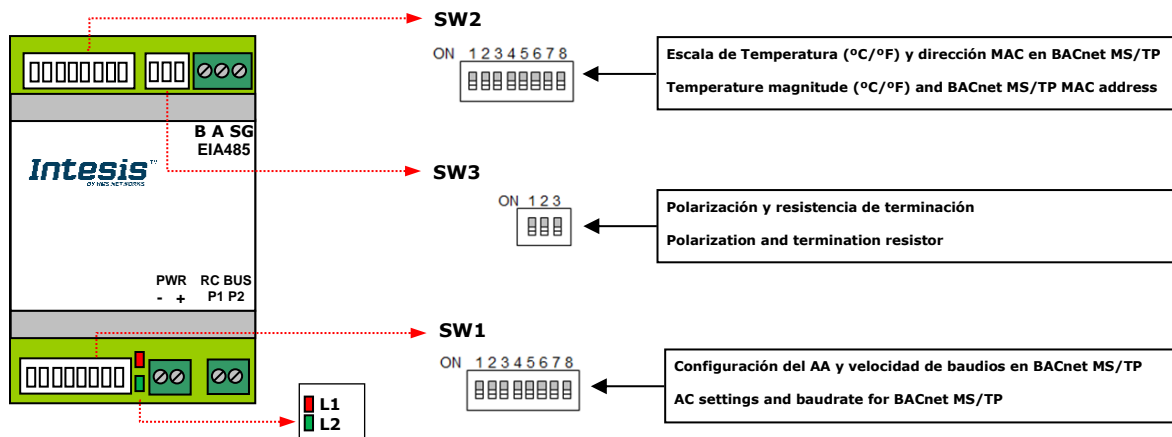 SW2
ON 1 2 3 4 5 6 7 8
Escala de Temperatura (ºC/ºF) y dirección MAC en BACnet MS/TP
Temperature magnitude (ºC/ºF) and BACnet MS/TP MAC address
B A SG
EIA485
Intesis™
BY HMS NETWORKS
SW3
ON 1 2 3
Polarización y resistencia de terminación
Polarization and termination resistor
PWR RC BUS
- + P1 P2
SW1
ON 1 2 3 4 5 6 7 8
Configuración del AA y velocidad de baudios en BACnet MS/TP
AC settings and baudrate for BACnet MS/TP
L1
L2